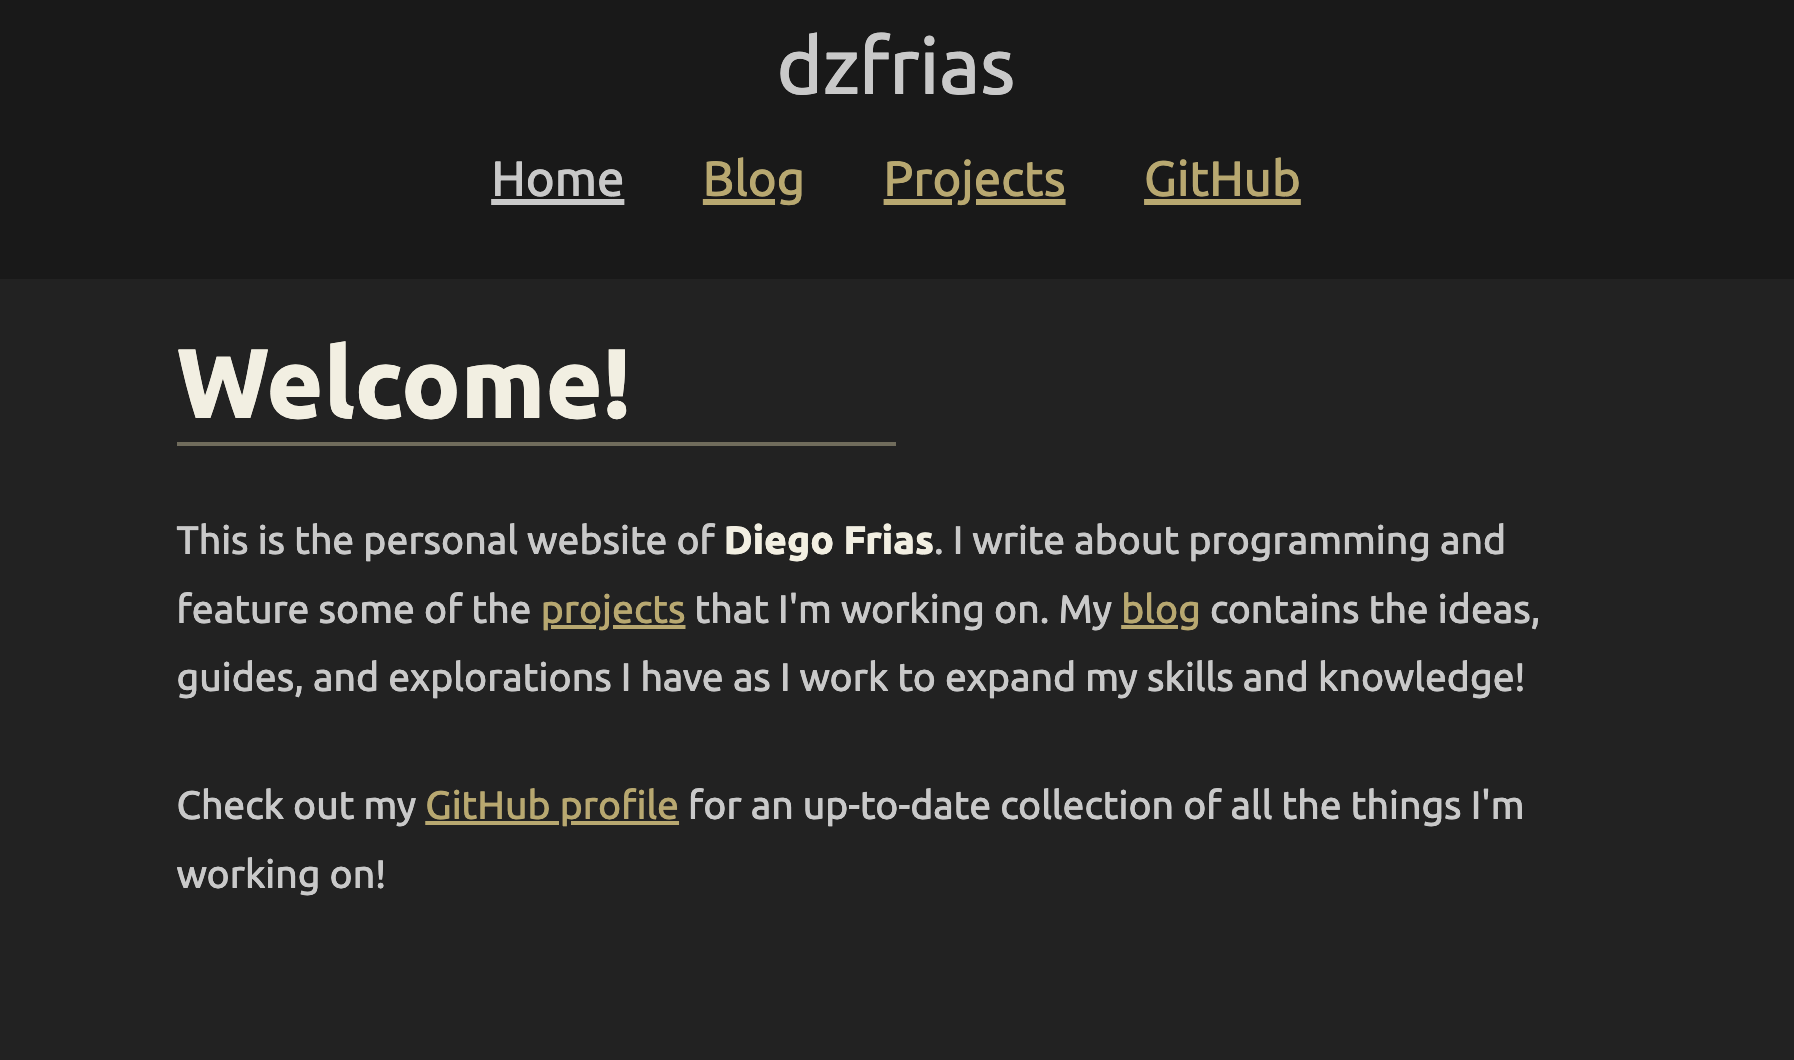 dzfrias
Home Blog Projects GitHub
Welcome!
This is the personal website of Diego Frias. I write about programming and
feature some of the projects that I'm working on. My blog contains the ideas,
guides, and explorations I have as I work to expand my skills and knowledge!
Check out my GitHub profile for an up-to-date collection of all the things I'm
working on!